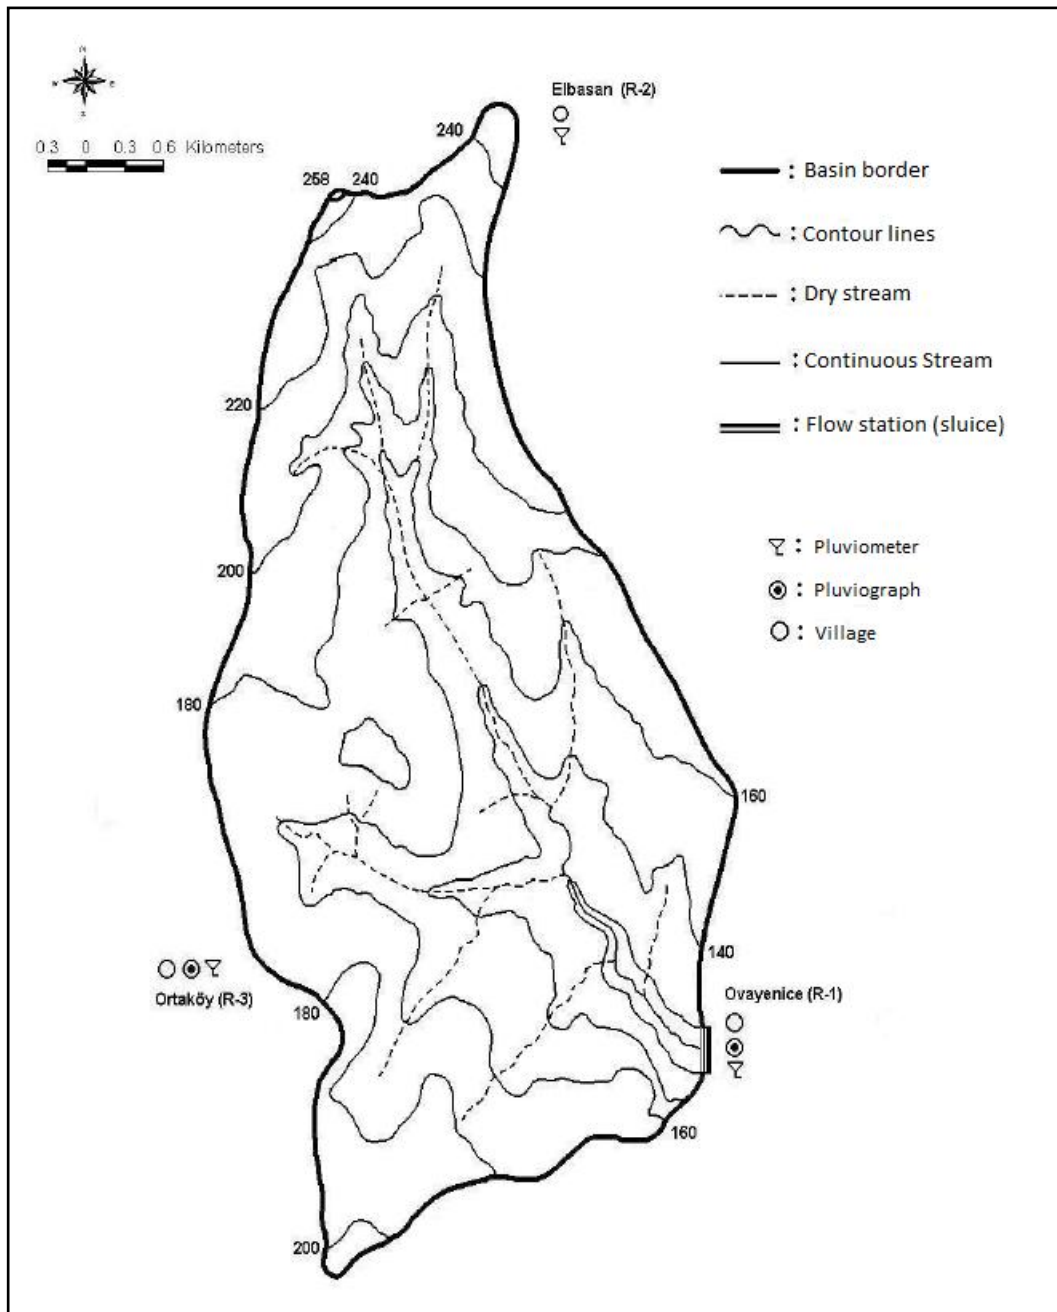 N
W
E
S
0.3 0 0.3 0.6 Kilometers
Elbasan (R-2)
240
258 240
220
200
180
160
140
Ortaköy (R-3)
180
Ovayenice (R-1)
160
200
: Basin border
: Contour lines
: Dry stream
: Continuous Stream
: Flow station (sluice)
: Pluviometer
: Pluviograph
: Village